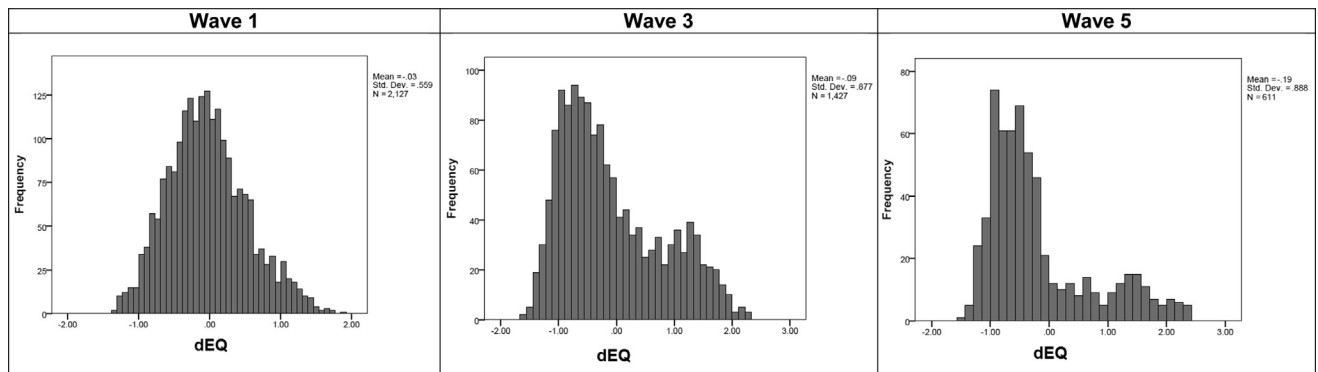 Wave 1
Wave 3
Wave 5
Mean =-.03
Std. Dev. =.559
N =2,127
125
100
75
50
25
0
-2.00
-1.00
.00
1.00
2.00
Frequency
dEQ
Mean =-.09
Std. Dev. =.877
N =1,427
100
80
60
40
20
0
-2.00
-1.00
.00
1.00
2.00
3.00
Frequency
dEQ
Mean =-.19
Std. Dev. =.888
N =611
80
60
40
20
0
-2.00
-1.00
.00
1.00
2.00
3.00
Frequency
dEQ